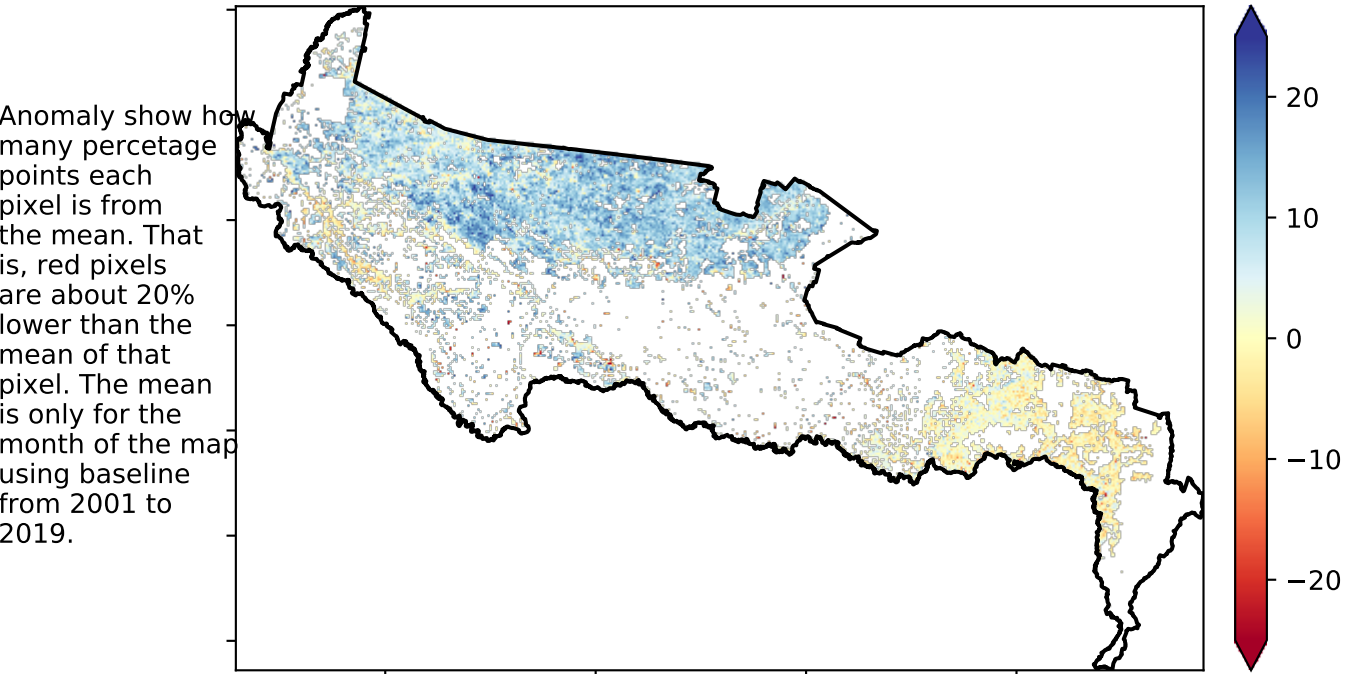 Anomaly show how
many percetage
points each
pixel is from
the mean. That
is, red pixels
are about 20%
lower than the
mean of that
pixel. The mean
is only for the
month of the map
using baseline
from 2001 to
2019.
20
10
0
−10
−20